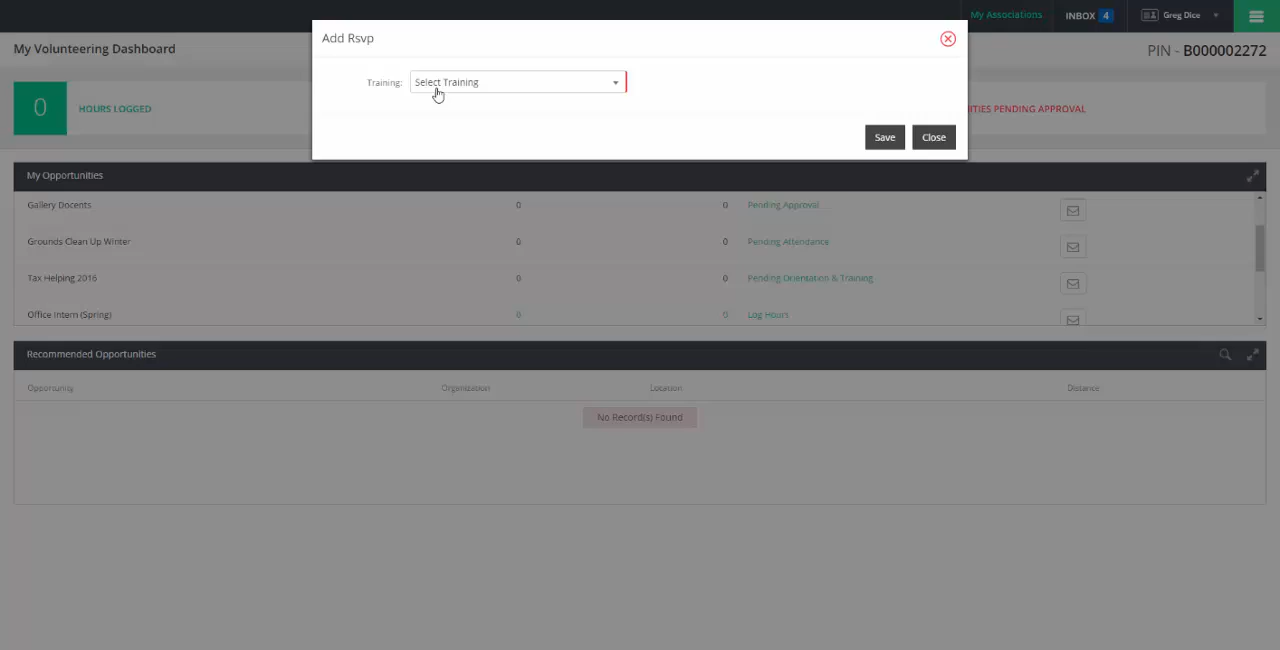 My Associations INBOX 4 Greg Dice
Add Rsvp
My Volunteering Dashboard PIN - B000002272
Training: Select Training
0 HOURS LOGGED ITIES PENDING APPROVAL
Save Close
My Opportunities
Gallery Docents 0 0 Pending Approval
Grounds Clean Up Winter 0 0 Pending Attendance
Tax Helping 2016 0 0 Pending Orientation & Training
Office Intern (Spring) 0 0 Log Hours
Recommended Opportunities
Opportunity Organization Location Distance
No Record(s) Found